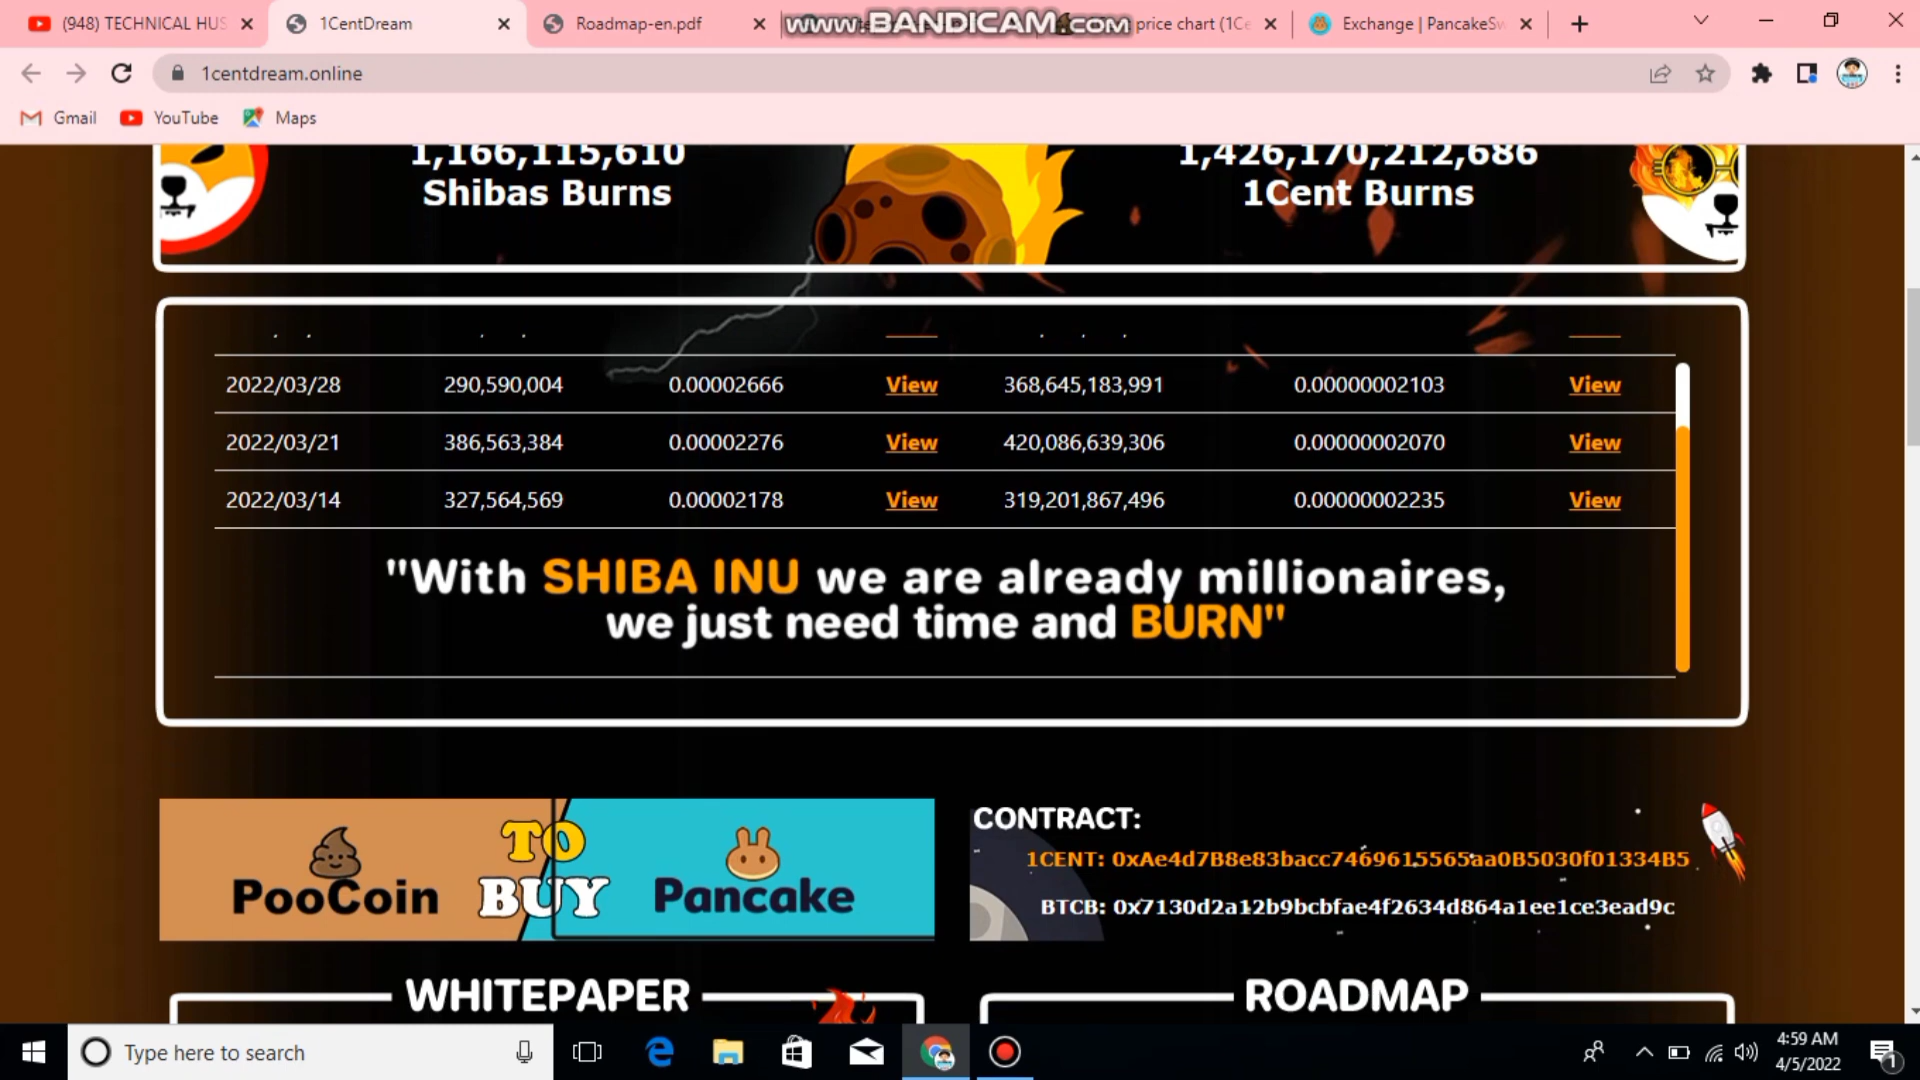 (948) TECHNICAL HUS
1CentDream
Roadmap-en.pdf
www.BANDICAM.com
price chart (1Ce
Exchange | PancakeSw
1centdream.online
Gmail
YouTube
Maps
1,166,115,610
Shibas Burns
1,426,170,212,686
1Cent Burns
2022/03/28 290,590,004 0.00002666 View 368,645,183,991 0.00000002103 View
2022/03/21 386,563,384 0.00002276 View 420,086,639,306 0.00000002070 View
2022/03/14 327,564,569 0.00002178 View 319,201,867,496 0.00000002235 View
"With SHIBA INU we are already millionaires,
we just need time and BURN"
PooCoin
TO
BUY
Pancake
CONTRACT:
1CENT: 0xAe4d7B8e83bacc7469615565aa0B5030f01334B5
BTCB: 0x7130d2a12b9bcbfae4f2634d864a1ee1ce3ead9c
WHITEPAPER
ROADMAP
Type here to search
4:59 AM
4/5/2022
1